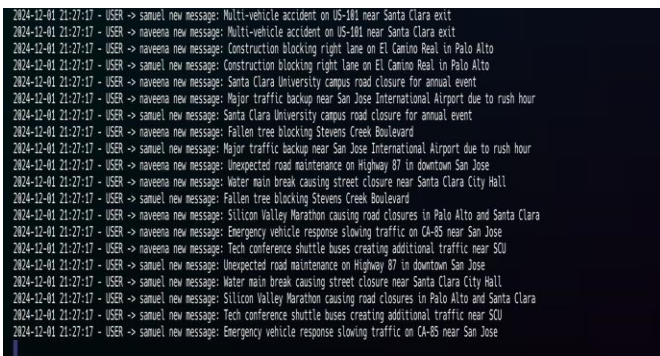 2024-12-01 21:27:17 - USER -> samuel new message: Multi-vehicle accident on US-101 near Santa Clara exit
2024-12-01 21:27:17 - USER -> naveena new message: Multi-vehicle accident on US-101 near Santa Clara exit
2024-12-01 21:27:17 - USER -> naveena new message: Construction blocking right lane on El Camino Real in Palo Alto
2024-12-01 21:27:17 - USER -> samuel new message: Construction blocking right lane on El Camino Real in Palo Alto
2024-12-01 21:27:17 - USER -> naveena new message: Santa Clara University campus road closure for annual event
2024-12-01 21:27:17 - USER -> naveena new message: Major traffic backup near San Jose International Airport due to rush hour
2024-12-01 21:27:17 - USER -> samuel new message: Santa Clara University campus road closure for annual event
2024-12-01 21:27:17 - USER -> naveena new message: Fallen tree blocking Stevens Creek Boulevard
2024-12-01 21:27:17 - USER -> samuel new message: Major traffic backup near San Jose International Airport due to rush hour
2024-12-01 21:27:17 - USER -> naveena new message: Unexpected road maintenance on Highway 87 in downtown San Jose
2024-12-01 21:27:17 - USER -> naveena new message: Water main break causing street closure near Santa Clara City Hall
2024-12-01 21:27:17 - USER -> samuel new message: Fallen tree blocking Stevens Creek Boulevard
2024-12-01 21:27:17 - USER -> naveena new message: Silicon Valley Marathon causing road closures in Palo Alto and Santa Clara
2024-12-01 21:27:17 - USER -> naveena new message: Emergency vehicle response slowing traffic on CA-85 near San Jose
2024-12-01 21:27:17 - USER -> naveena new message: Tech conference shuttle buses creating additional traffic near SCU
2024-12-01 21:27:17 - USER -> samuel new message: Unexpected road maintenance on Highway 87 in downtown San Jose
2024-12-01 21:27:17 - USER -> samuel new message: Water main break causing street closure near Santa Clara City Hall
2024-12-01 21:27:17 - USER -> samuel new message: Silicon Valley Marathon causing road closures in Palo Alto and Santa Clara
2024-12-01 21:27:17 - USER -> samuel new message: Tech conference shuttle buses creating additional traffic near SCU
2024-12-01 21:27:17 - USER -> samuel new message: Emergency vehicle response slowing traffic on CA-85 near San Jose